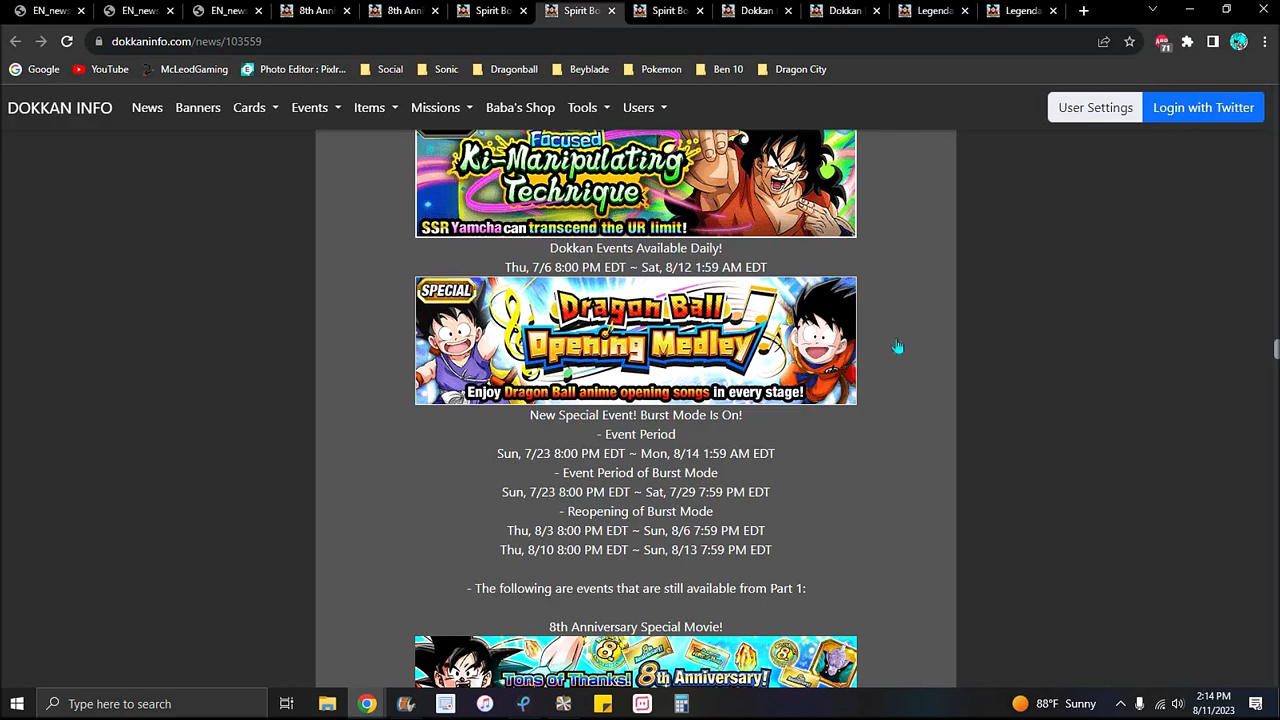 EN_news
EN_news
EN_news
8th Anni
8th Anni
Spirit Bo
Spirit Bo
Spirit Bo
Dokkan I
Dokkan I
Legenda
Legenda
dokkaninfo.com/news/103559
71
Google
YouTube
McLeodGaming
Photo Editor : Pixlr...
Social
Sonic
Dragonball
Beyblade
Pokemon
Ben 10
Dragon City
DOKKAN INFO
News
Banners
Cards
Events
Items
Missions
Baba's Shop
Tools
Users
User Settings
Login with Twitter
Focused
Ki-Manipulating
Technique
SSR Yamcha can transcend the UR limit!
Dokkan Events Available Daily!
Thu, 7/6 8:00 PM EDT ~ Sat, 8/12 1:59 AM EDT
SPECIAL
Dragon Ball
Opening Medley
Enjoy Dragon Ball anime opening songs in every stage!
New Special Event! Burst Mode Is On!
- Event Period
Sun, 7/23 8:00 PM EDT ~ Mon, 8/14 1:59 AM EDT
- Event Period of Burst Mode
Sun, 7/23 8:00 PM EDT ~ Sat, 7/29 7:59 PM EDT
- Reopening of Burst Mode
Thu, 8/3 8:00 PM EDT ~ Sun, 8/6 7:59 PM EDT
Thu, 8/10 8:00 PM EDT ~ Sun, 8/13 7:59 PM EDT
- The following are events that are still available from Part 1:
8th Anniversary Special Movie!
8
Tons of Thanks! 8th Anniversary!
Type here to search
88°F Sunny
2:14 PM
8/11/2023